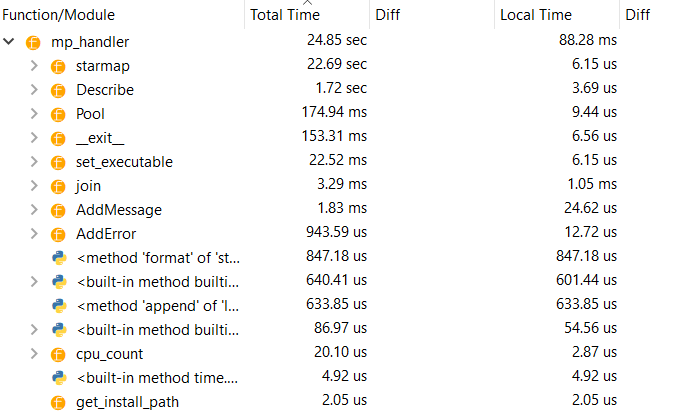 Function/Module Total Time Diff Local Time Diff
mp_handler 24.85 sec 88.28 ms
starmap 22.69 sec 6.15 us
Describe 1.72 sec 3.69 us
Pool 174.94 ms 9.44 us
__exit__ 153.31 ms 6.56 us
set_executable 22.52 ms 6.15 us
join 3.29 ms 1.05 ms
AddMessage 1.83 ms 24.62 us
AddError 943.59 us 12.72 us
<method 'format' of 'st... 847.18 us 847.18 us
<built-in method builti... 640.41 us 601.44 us
<method 'append' of 'l... 633.85 us 633.85 us
<built-in method builti... 86.97 us 54.56 us
cpu_count 20.10 us 2.87 us
<built-in method time.... 4.92 us 4.92 us
get_install_path 2.05 us 2.05 us